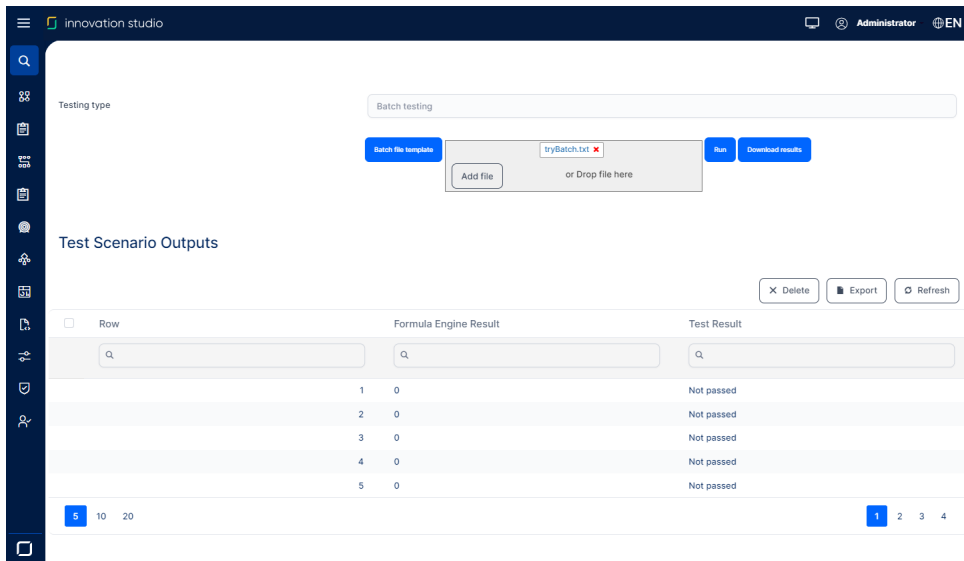 innovation studio
Administrator
EN
Testing type
Batch testing
Batch file template
tryBatch.txt
Add file
or Drop file here
Run
Download results
Test Scenario Outputs
Delete
Export
Refresh
Row Formula Engine Result Test Result
1 0 Not passed
2 0 Not passed
3 0 Not passed
4 0 Not passed
5 0 Not passed
5 10 20
1 2 3 4